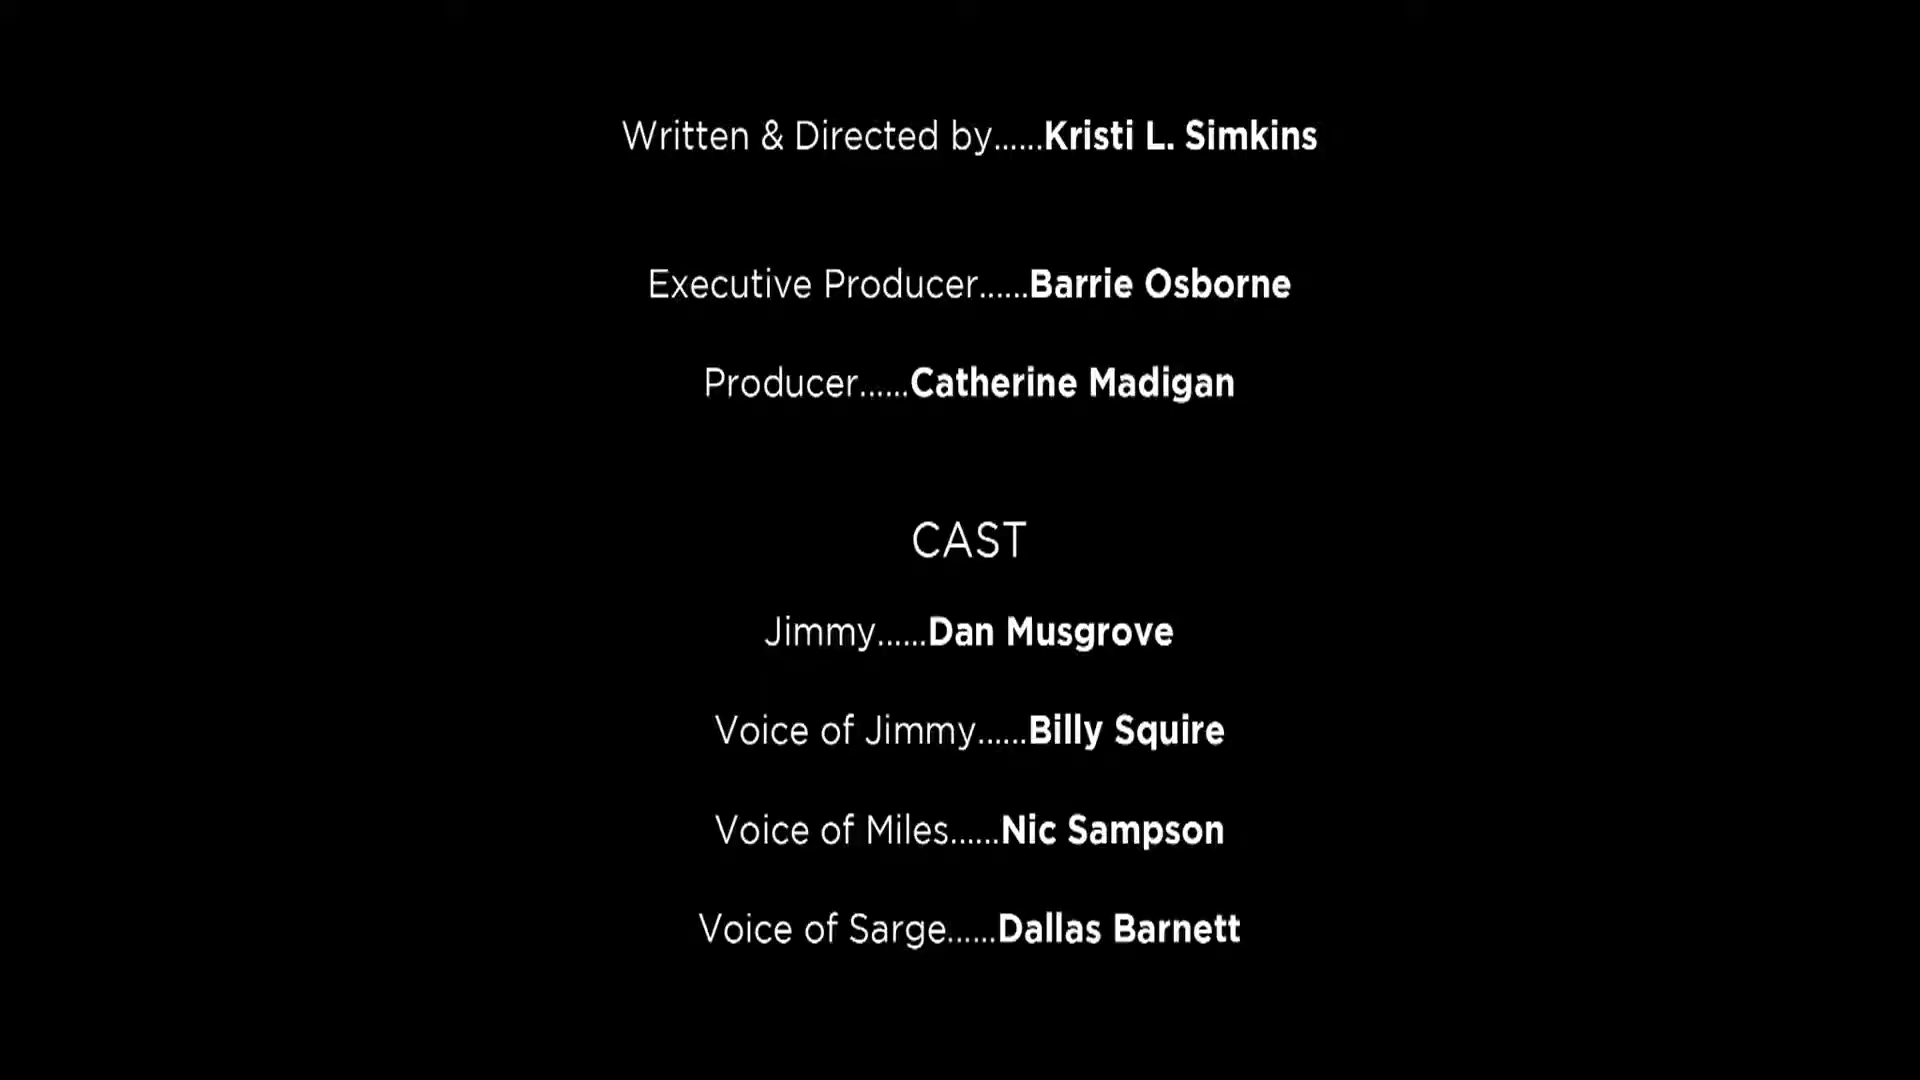 Written & Directed by......Kristi L. Simkins
Executive Producer......Barrie Osborne
Producer......Catherine Madigan
CAST
Jimmy......Dan Musgrove
Voice of Jimmy......Billy Squire
Voice of Miles......Nic Sampson
Voice of Sarge......Dallas Barnett